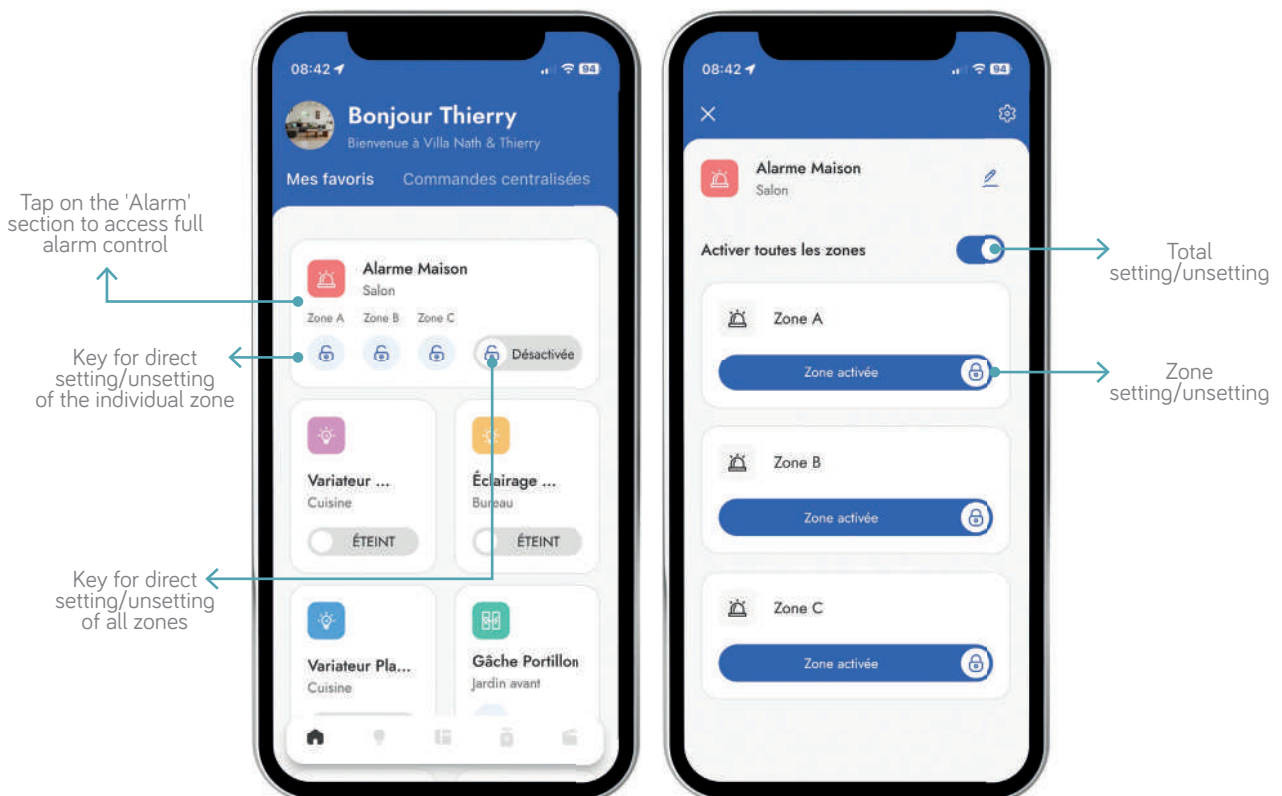 08:42
94
Bonjour Thierry
Bienvenue à Villa Nath & Thierry
Mes favoris
Commandes centralisées
Tap on the 'Alarm'
section to access full
alarm control
Alarme Maison
Salon
Zone A
Zone B
Zone C
Désactivée
Key for direct
setting/unsetting
of the individual zone
Variateur ...
Cuisine
ÉTEINT
Éclairage ...
Bureau
ÉTEINT
Key for direct
setting/unsetting
of all zones
Variateur Pla...
Cuisine
Gâche Portillon
Jardin avant
08:42
94
Alarme Maison
Salon
Activer toutes les zones
Total
setting/unsetting
Zone A
Zone activée
Zone
setting/unsetting
Zone B
Zone activée
Zone C
Zone activée